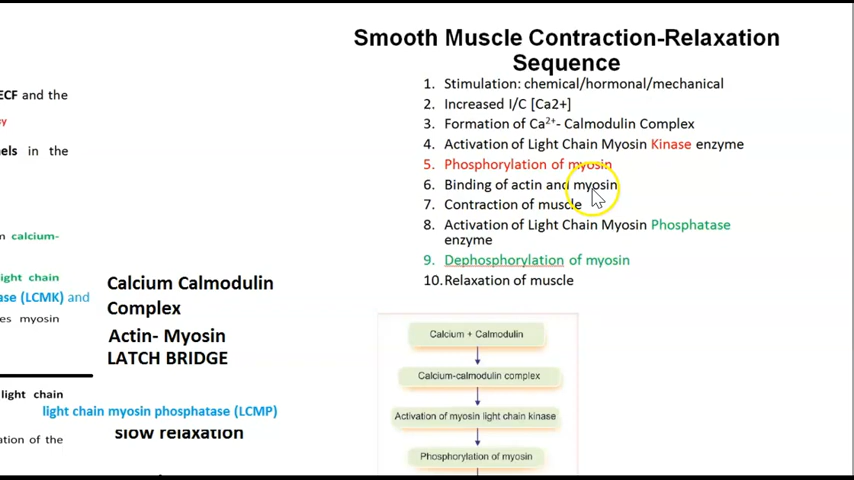 Smooth Muscle Contraction-Relaxation
Sequence
1. Stimulation: chemical/hormonal/mechanical
2. Increased I/C [Ca2+]
3. Formation of Ca²⁺- Calmodulin Complex
4. Activation of Light Chain Myosin Kinase enzyme
5. Phosphorylation of myosin
6. Binding of actin and myosin
7. Contraction of muscle
8. Activation of Light Chain Myosin Phosphatase
enzyme
9. Dephosphorylation of myosin
10. Relaxation of muscle
ECF and the
in the
calcium-
light chain
(LCMK) and
myosin
Calcium Calmodulin
Complex
Actin- Myosin
LATCH BRIDGE
light chain
light chain myosin phosphatase (LCMP)
slow relaxation
of the
Calcium + Calmodulin
Calcium-calmodulin complex
Activation of myosin light chain kinase
Phosphorylation of myosin